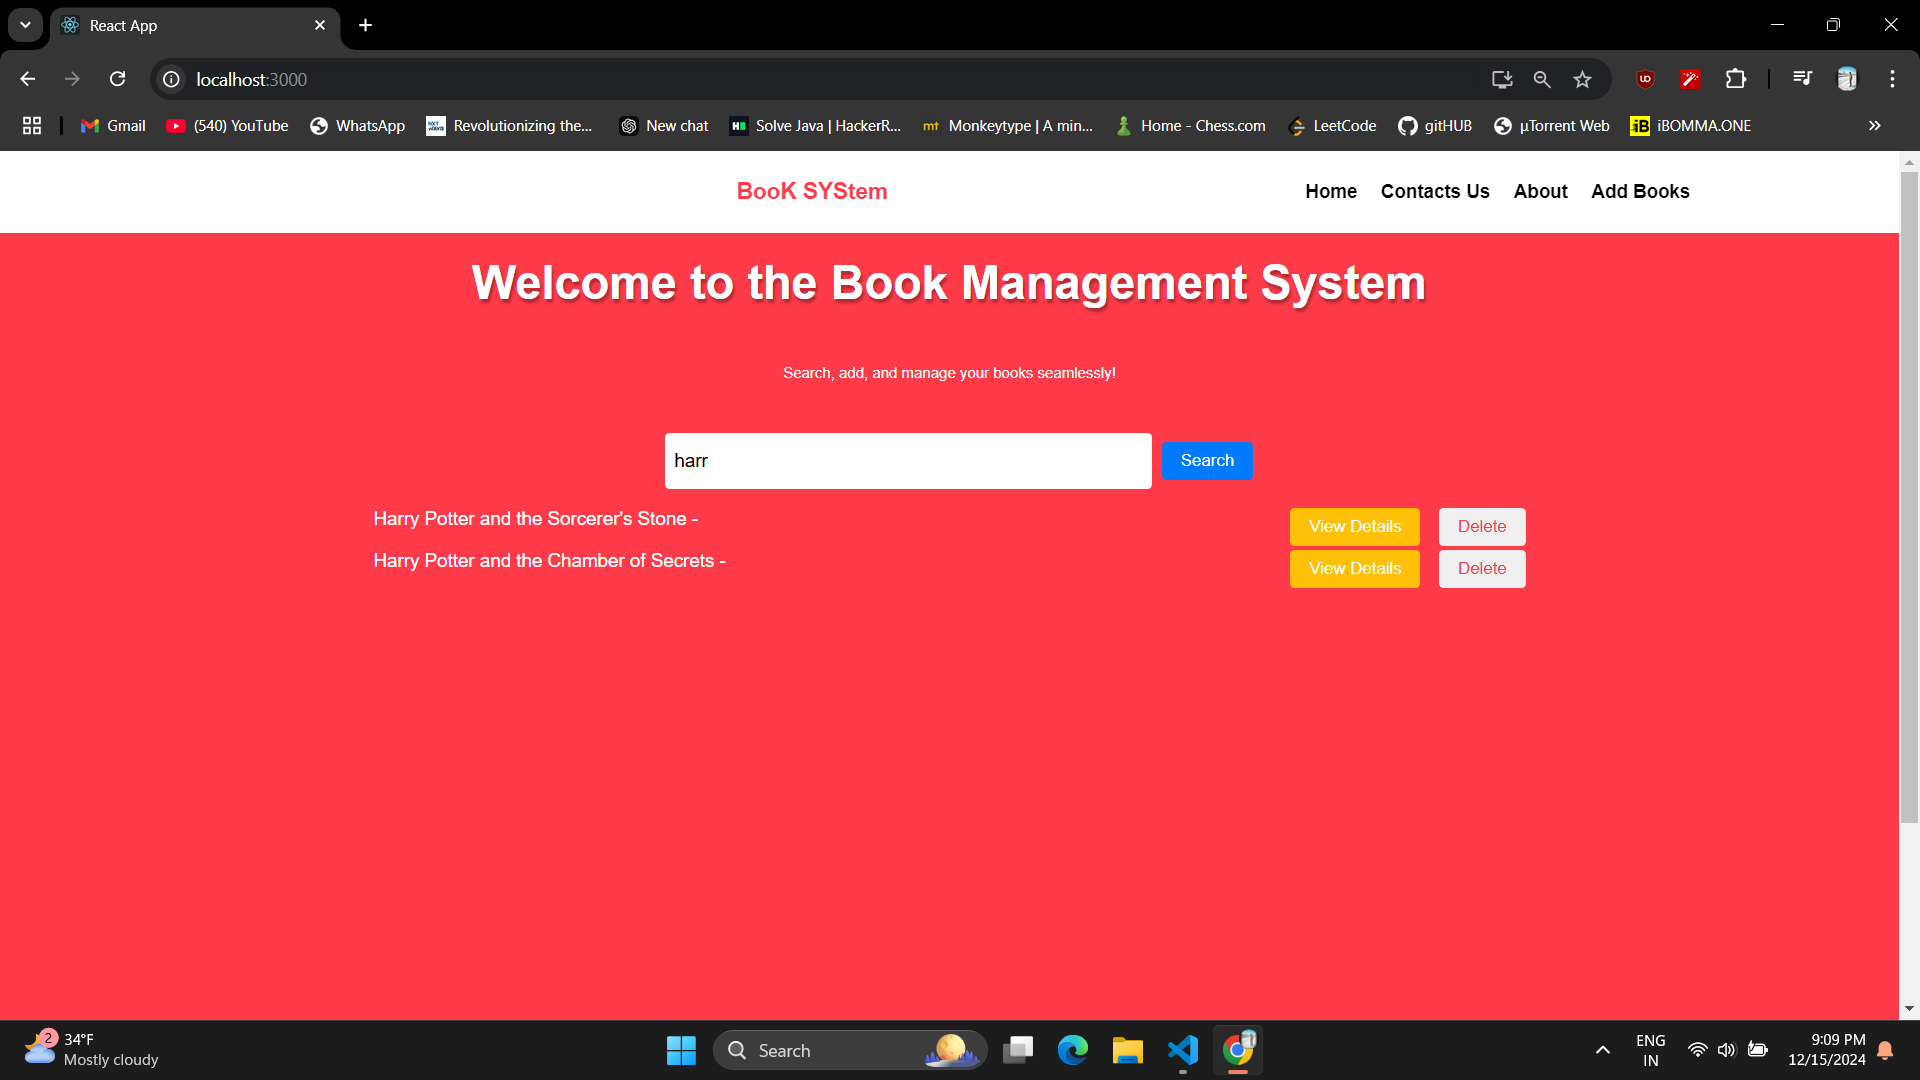 React App
localhost:3000
Gmail
(540) YouTube
WhatsApp
NXT WAVE
Revolutionizing the...
New chat
Solve Java | HackerR...
mt
Monkeytype | A min...
Home - Chess.com
LeetCode
gitHUB
µTorrent Web
iB
iBOMMA.ONE
BooK SYStem
Home
Contacts Us
About
Add Books
Welcome to the Book Management System
Search, add, and manage your books seamlessly!
harr
Search
Harry Potter and the Sorcerer's Stone -
View Details
Delete
Harry Potter and the Chamber of Secrets -
View Details
Delete
2
34°F
Mostly cloudy
Search
ENG
IN
9:09 PM
12/15/2024